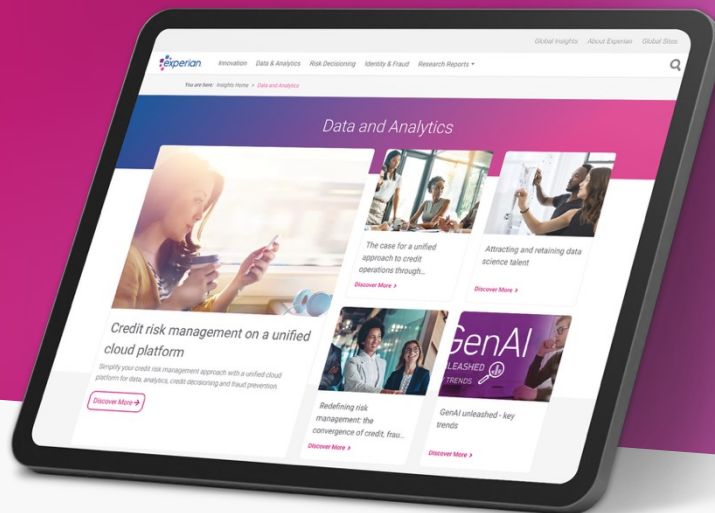 Global Insights About Experian Global Sites
experian. Innovation Data & Analytics Risk Decisioning Identity & Fraud Research Reports
You are here: Insights Home > Data and Analytics
Data and Analytics
Credit risk management on a unified
cloud platform
Simplify your credit risk management approach with a unified cloud
platform for data, analytics, credit decisioning and fraud prevention.
Discover More →
The case for a unified
approach to credit
operations through...
Discover More >
Attracting and retaining data
science talent
Discover More >
Redefining risk
management: the
convergence of credit, frau...
Discover More >
GenAI
LEASHED
TRENDS
GenAI unleashed - key
trends
Discover More >